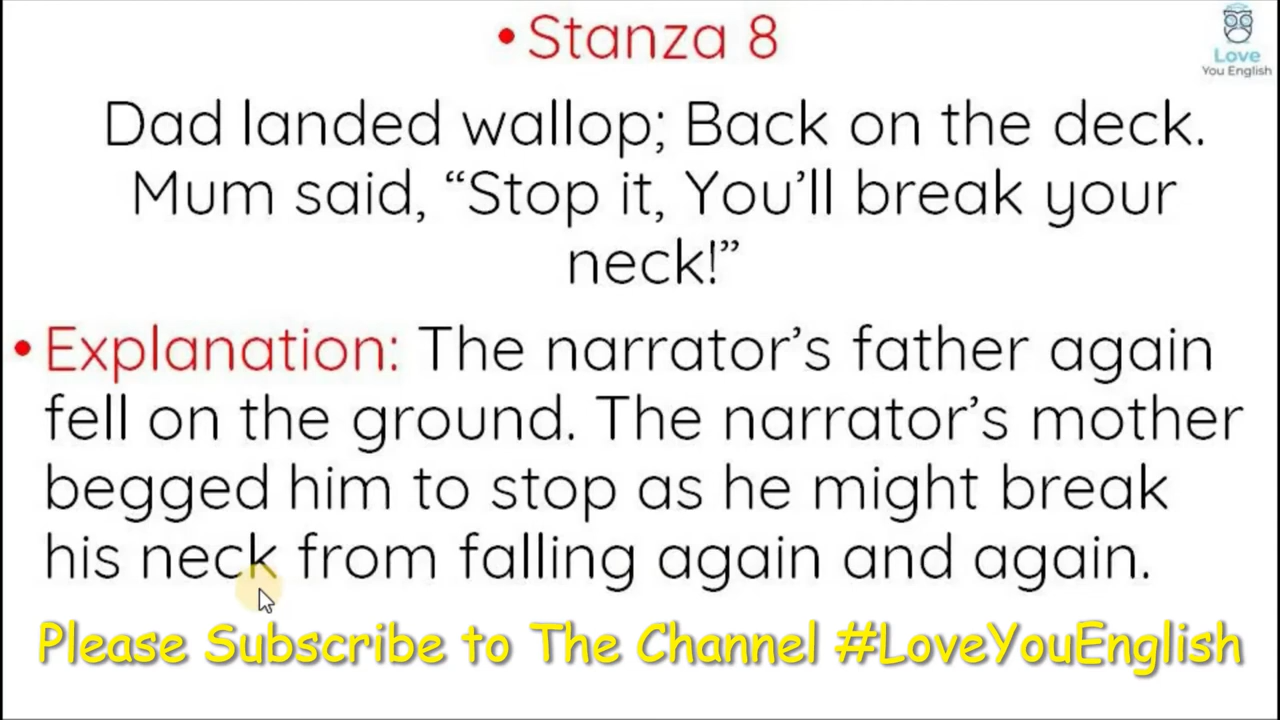 • Stanza 8
Love
You English
Dad landed wallop; Back on the deck.
Mum said, “Stop it, You’ll break your
neck!”
• Explanation: The narrator’s father again
fell on the ground. The narrator’s mother
begged him to stop as he might break
his neck from falling again and again.
Please Subscribe to The Channel #LoveYouEnglish